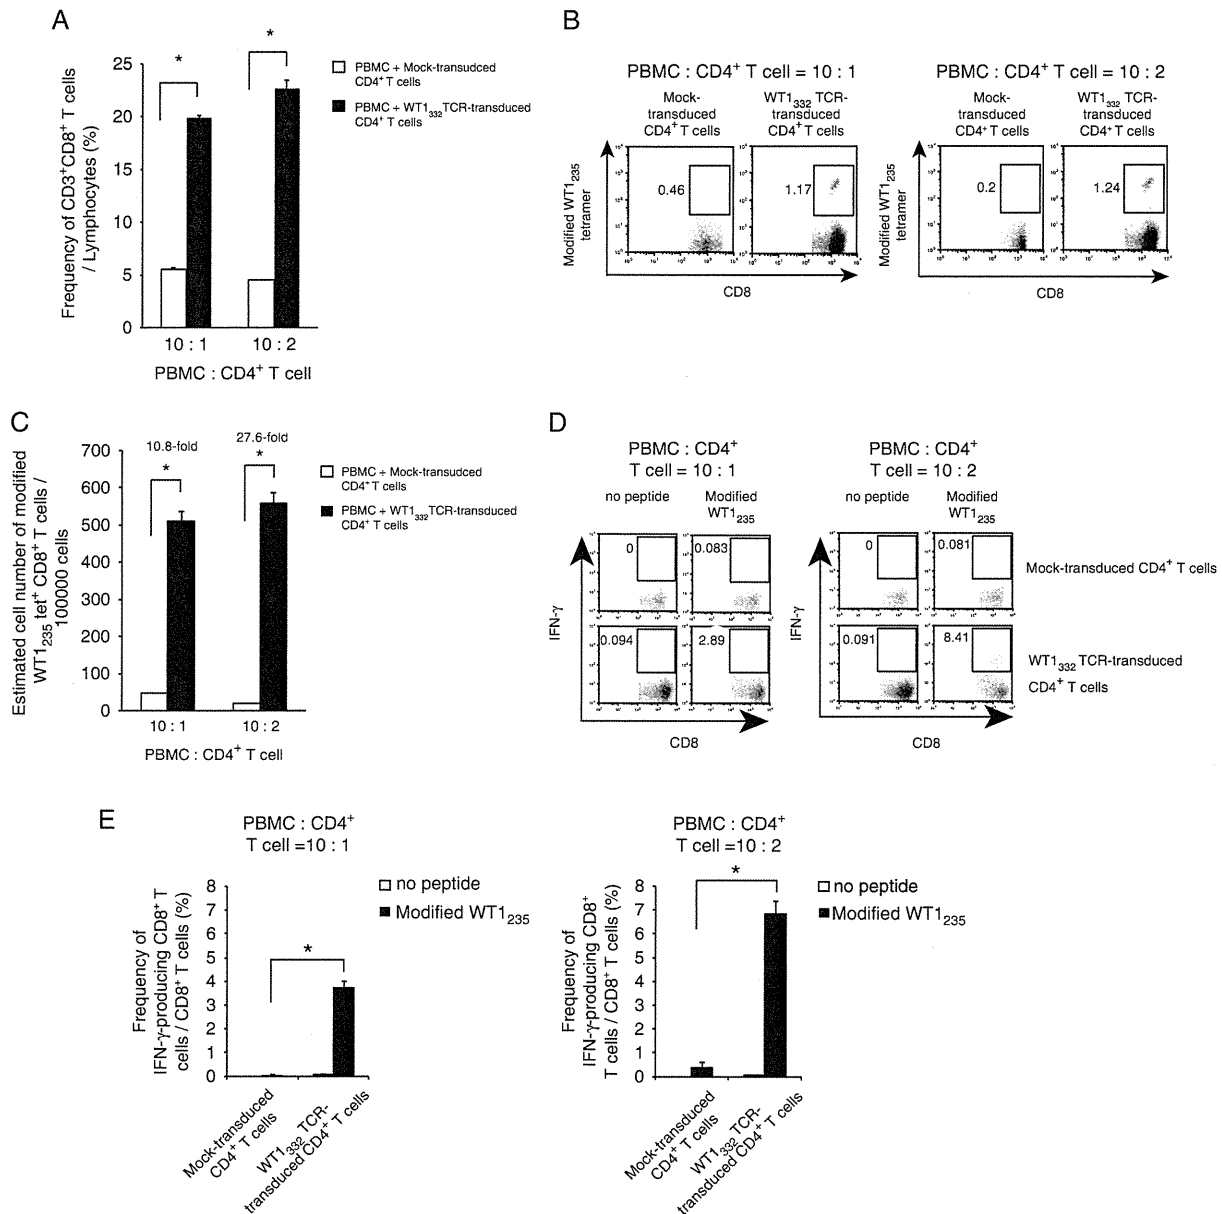 A
*
*
25
20
15
10
5
0
Frequency of CD3+CD8+ T cells
/ Lymphocytes (%)
10 : 1
10 : 2
PBMC : CD4+ T cell
PBMC + Mock-transudced
CD4+ T cells
PBMC + WT1332TCR-transduced
CD4+ T cells
B
PBMC : CD4+ T cell = 10 : 1
Mock-
transduced
CD4+ T cells
WT1332 TCR-
transduced
CD4+ T cells
Modified WT1235
tetramer
0.46
1.17
CD8
PBMC : CD4+ T cell = 10 : 2
Mock-
transduced
CD4+ T cells
WT1332 TCR-
transduced
CD4+ T cells
Modified WT1235
tetramer
0.2
1.24
CD8
C
10.8-fold
27.6-fold
*
*
700
600
500
400
300
200
100
0
Estimated cell number of modified
WT1235 tet+ CD8+ T cells /
100000 cells
10 : 1
10 : 2
PBMC : CD4+ T cell
PBMC + Mock-transudced
CD4+ T cells
PBMC + WT1332TCR-transduced
CD4+ T cells
D
PBMC : CD4+
T cell = 10 : 1
no peptide
Modified
WT1235
0
0.083
0.094
2.89
IFN-γ
CD8
PBMC : CD4+
T cell = 10 : 2
no peptide
Modified
WT1235
0
0.081
0.091
8.41
IFN-γ
CD8
Mock-transduced CD4+ T cells
WT1332 TCR-transduced
CD4+ T cells
E
PBMC : CD4+
T cell =10 : 1
8
7
6
5
4
3
2
1
0
Frequency of
IFN-γ-producing CD8+ T
cells / CD8+ T cells (%)
*
no peptide
Modified WT1235
Mock-transduced
CD4+ T cells
WT1332 TCR-
transduced CD4+ T cells
PBMC : CD4+
T cell =10 : 2
8
7
6
5
4
3
2
1
0
Frequency of
IFN-γ-producing CD8+
T cells / CD8+ T cells (%)
*
no peptide
Modified WT1235
Mock-transduced
CD4+ T cells
WT1332 TCR-
transduced CD4+ T cells